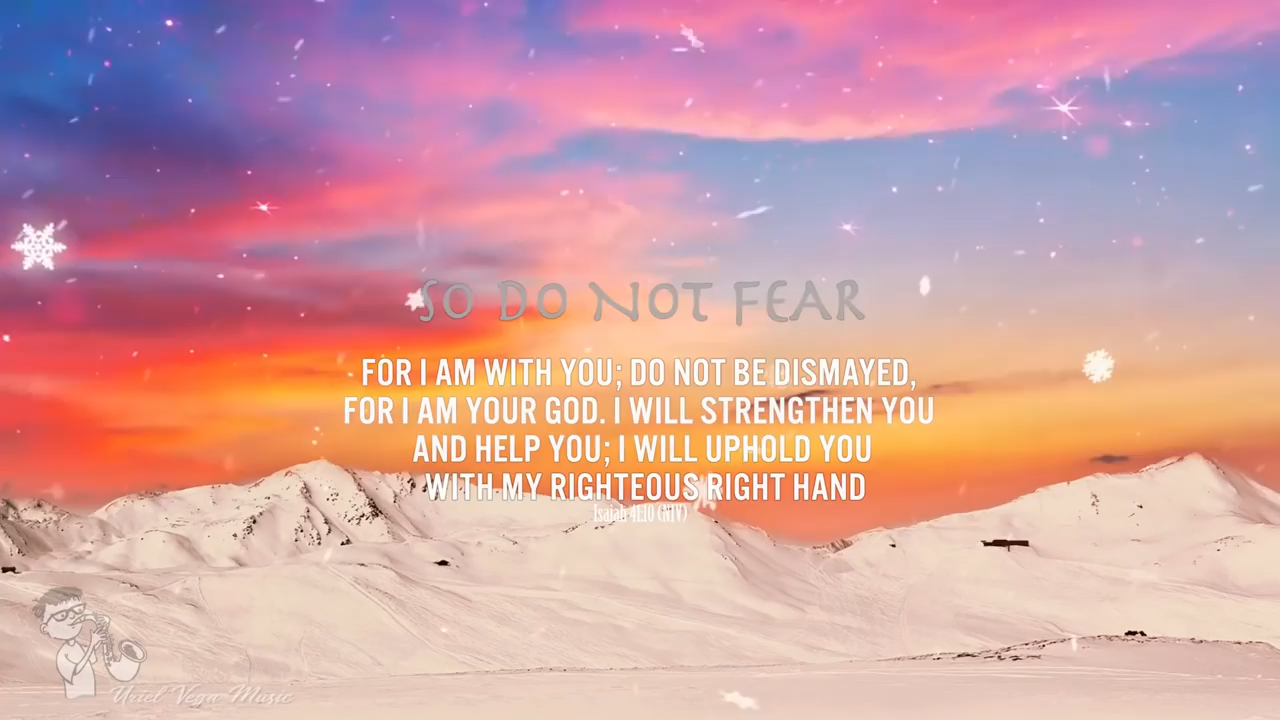 SO DO NOT FEAR
FOR I AM WITH YOU; DO NOT BE DISMAYED,
FOR I AM YOUR GOD. I WILL STRENGTHEN YOU
AND HELP YOU; I WILL UPHOLD YOU
WITH MY RIGHTEOUS RIGHT HAND
Isaiah 41:10 (NIV)
Uriel Vega Music